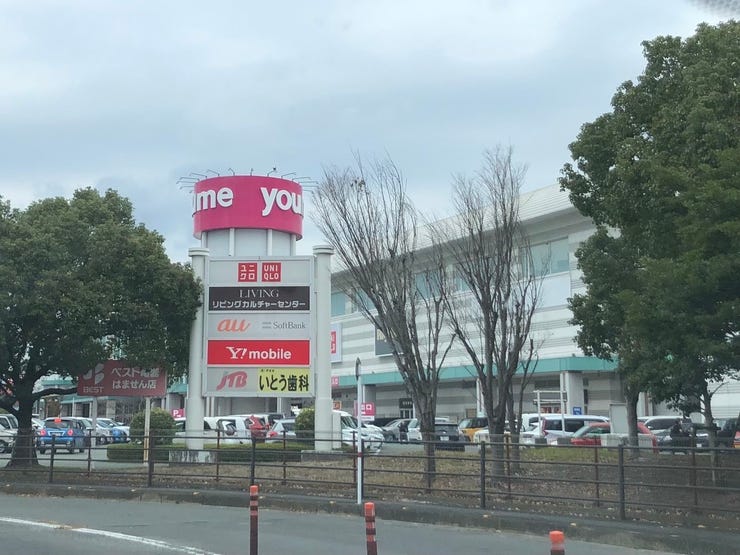 me you
ユニクロ UNIQLO
LIVING
リビングカルチャーセンター
au SoftBank
Y! mobile
JTB いとう歯科
BEST
ベスト電器
はません店